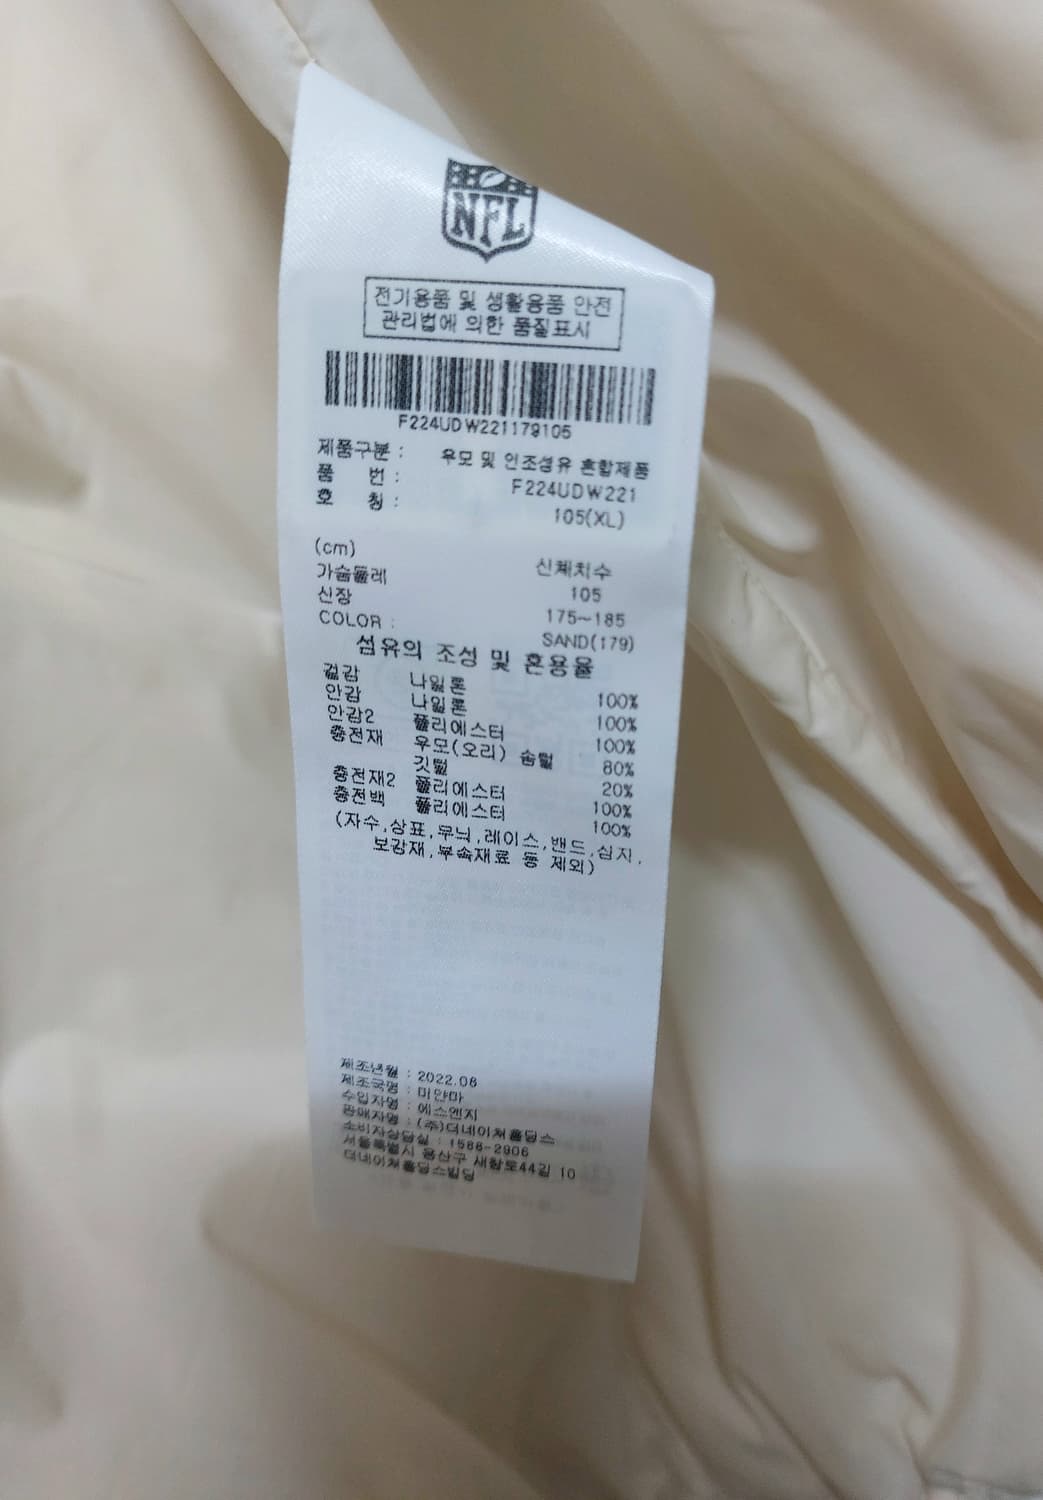 NFL
전기용품 및 생활용품 안전
관리법에 의한 품질표시
F224UDW221179105
제품구분 : 우모 및 인조섬유 혼합제품
품 번 : F224UDW221
호 칭 : 105(XL)
(cm) 신체치수
가슴둘레 105
신장 175~185
COLOR : SAND(179)
섬유의 조성 및 혼용율
겉감 나일론 100%
안감 나일론 100%
안감2 폴리에스터 100%
충전재 우모(오리) 솜털 80%
깃털 20%
충전재2 폴리에스터 100%
충전백 폴리에스터 100%
(자수,상표,무늬,레이스,밴드,심지,
보강재,부속재료 등 제외)
제조년월 : 2022.08
제조국명 : 미얀마
수입자명 : 에스엔지
판매자명 : (주)더네이쳐홀딩스
소비자상담실 : 1588-2906
서울특별시 용산구 새창로44길 10
더네이쳐홀딩스빌딩